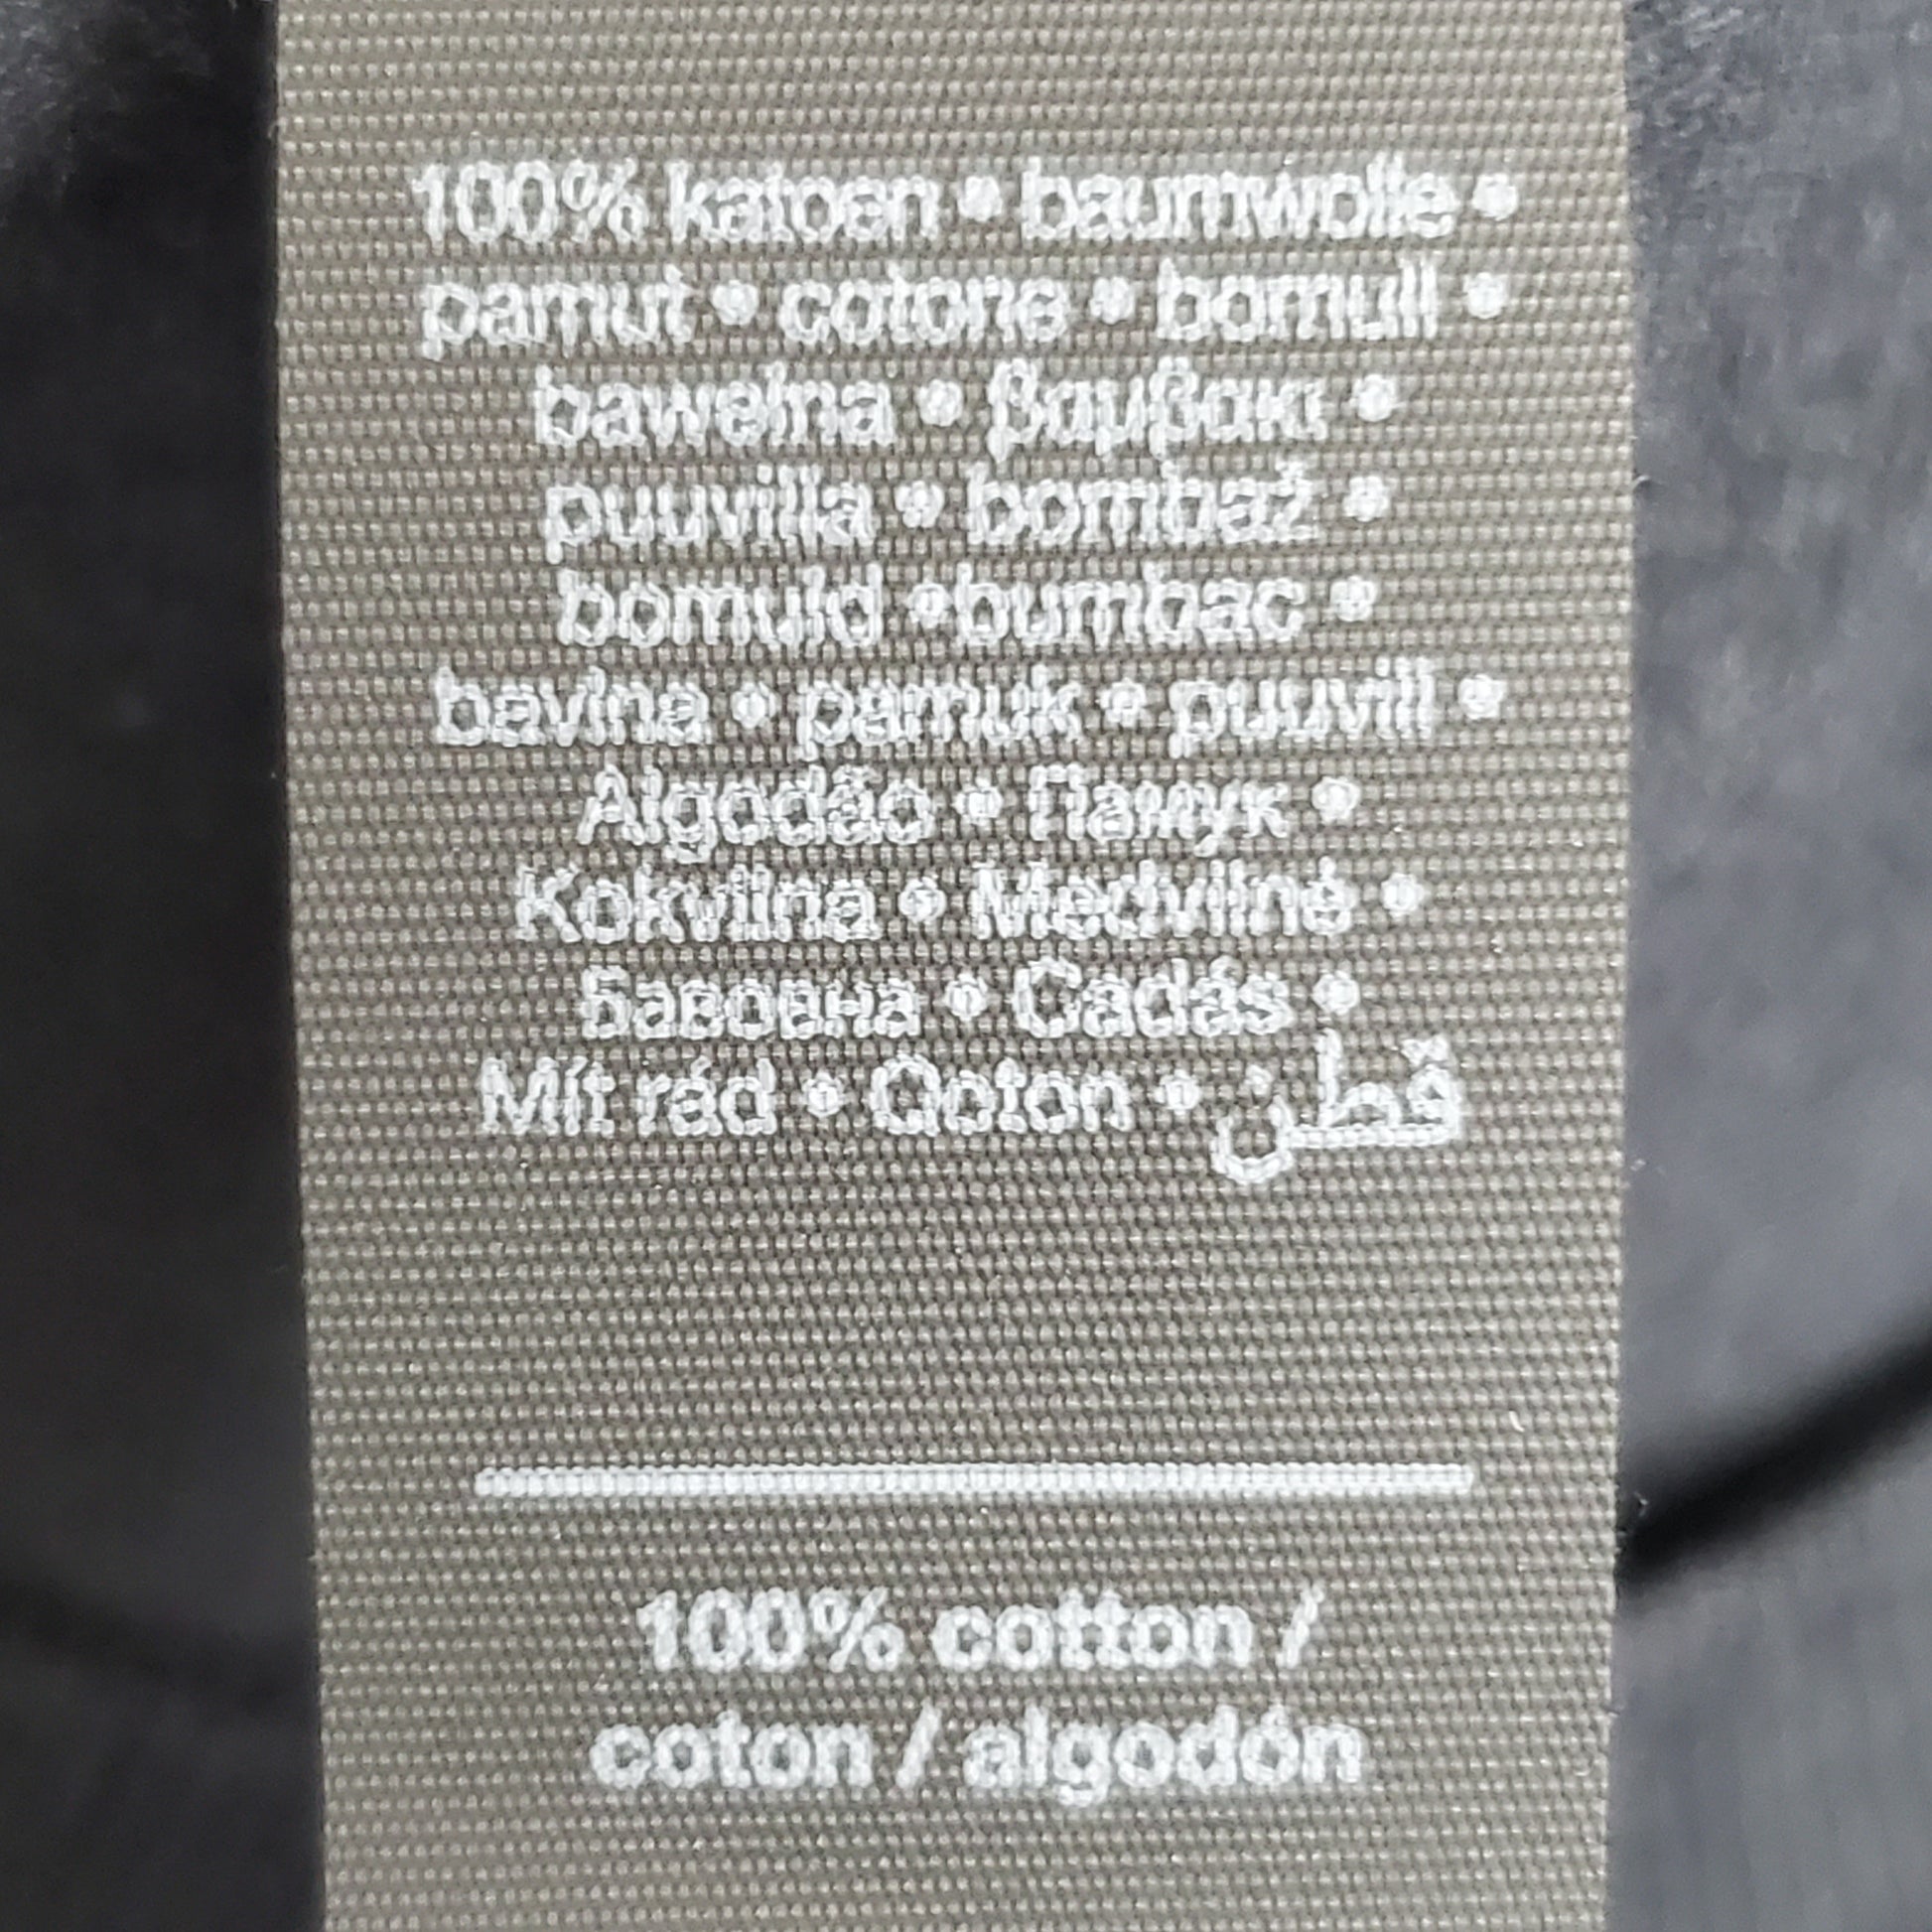 100% katoen • baumwolle •
pamut • cotone • bomull •
bawełna • βαμβακι •
puuvilla • bombaž •
bomuld •bumbac •
bavlna • pamuk • puuvill •
Algodão • Памук •
Kokvilna • Medvilnė •
Бавовна • Cadás •
Mít rád • Qoton • قطن
100% cotton /
coton / algodón